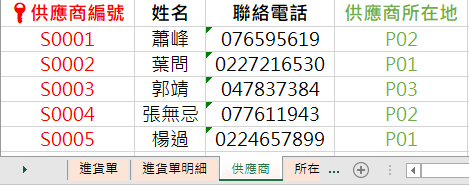 供應商編號 姓名 聯絡電話 供應商所在地
S0001 蕭峰 076595619 P02
S0002 葉問 0227216530 P01
S0003 郭靖 047837384 P03
S0004 張無忌 077611943 P02
S0005 楊過 0224657899 P01
進貨單 進貨單明細 供應商 所在 ...